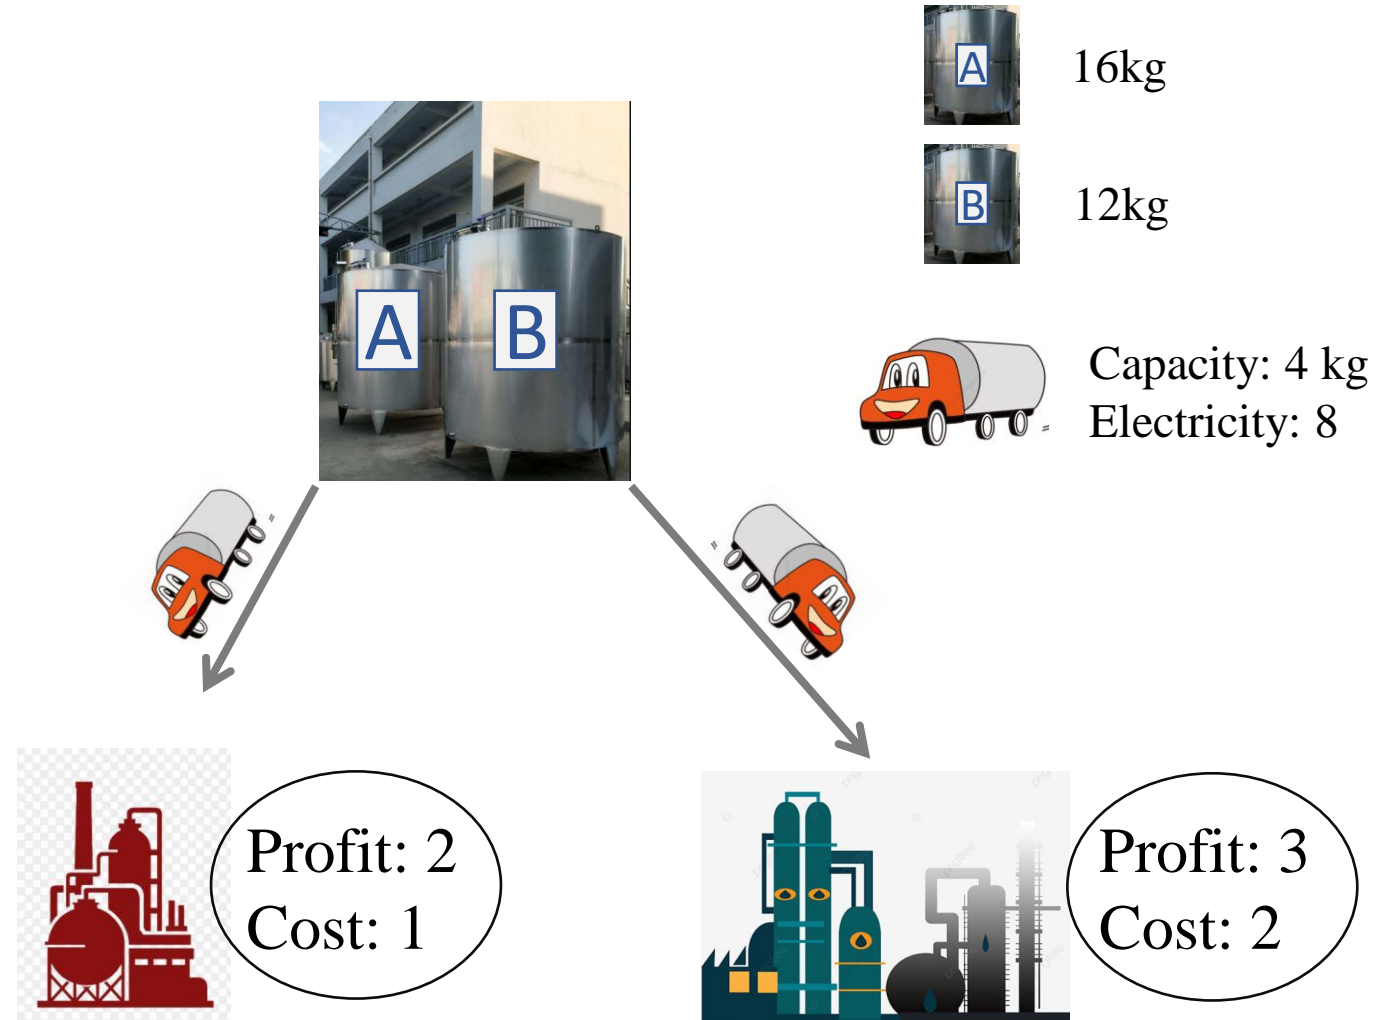 A
16kg
B
12kg
A
B
Capacity: 4 kg
Electricity: 8
Profit: 2
Cost: 1
Profit: 3
Cost: 2